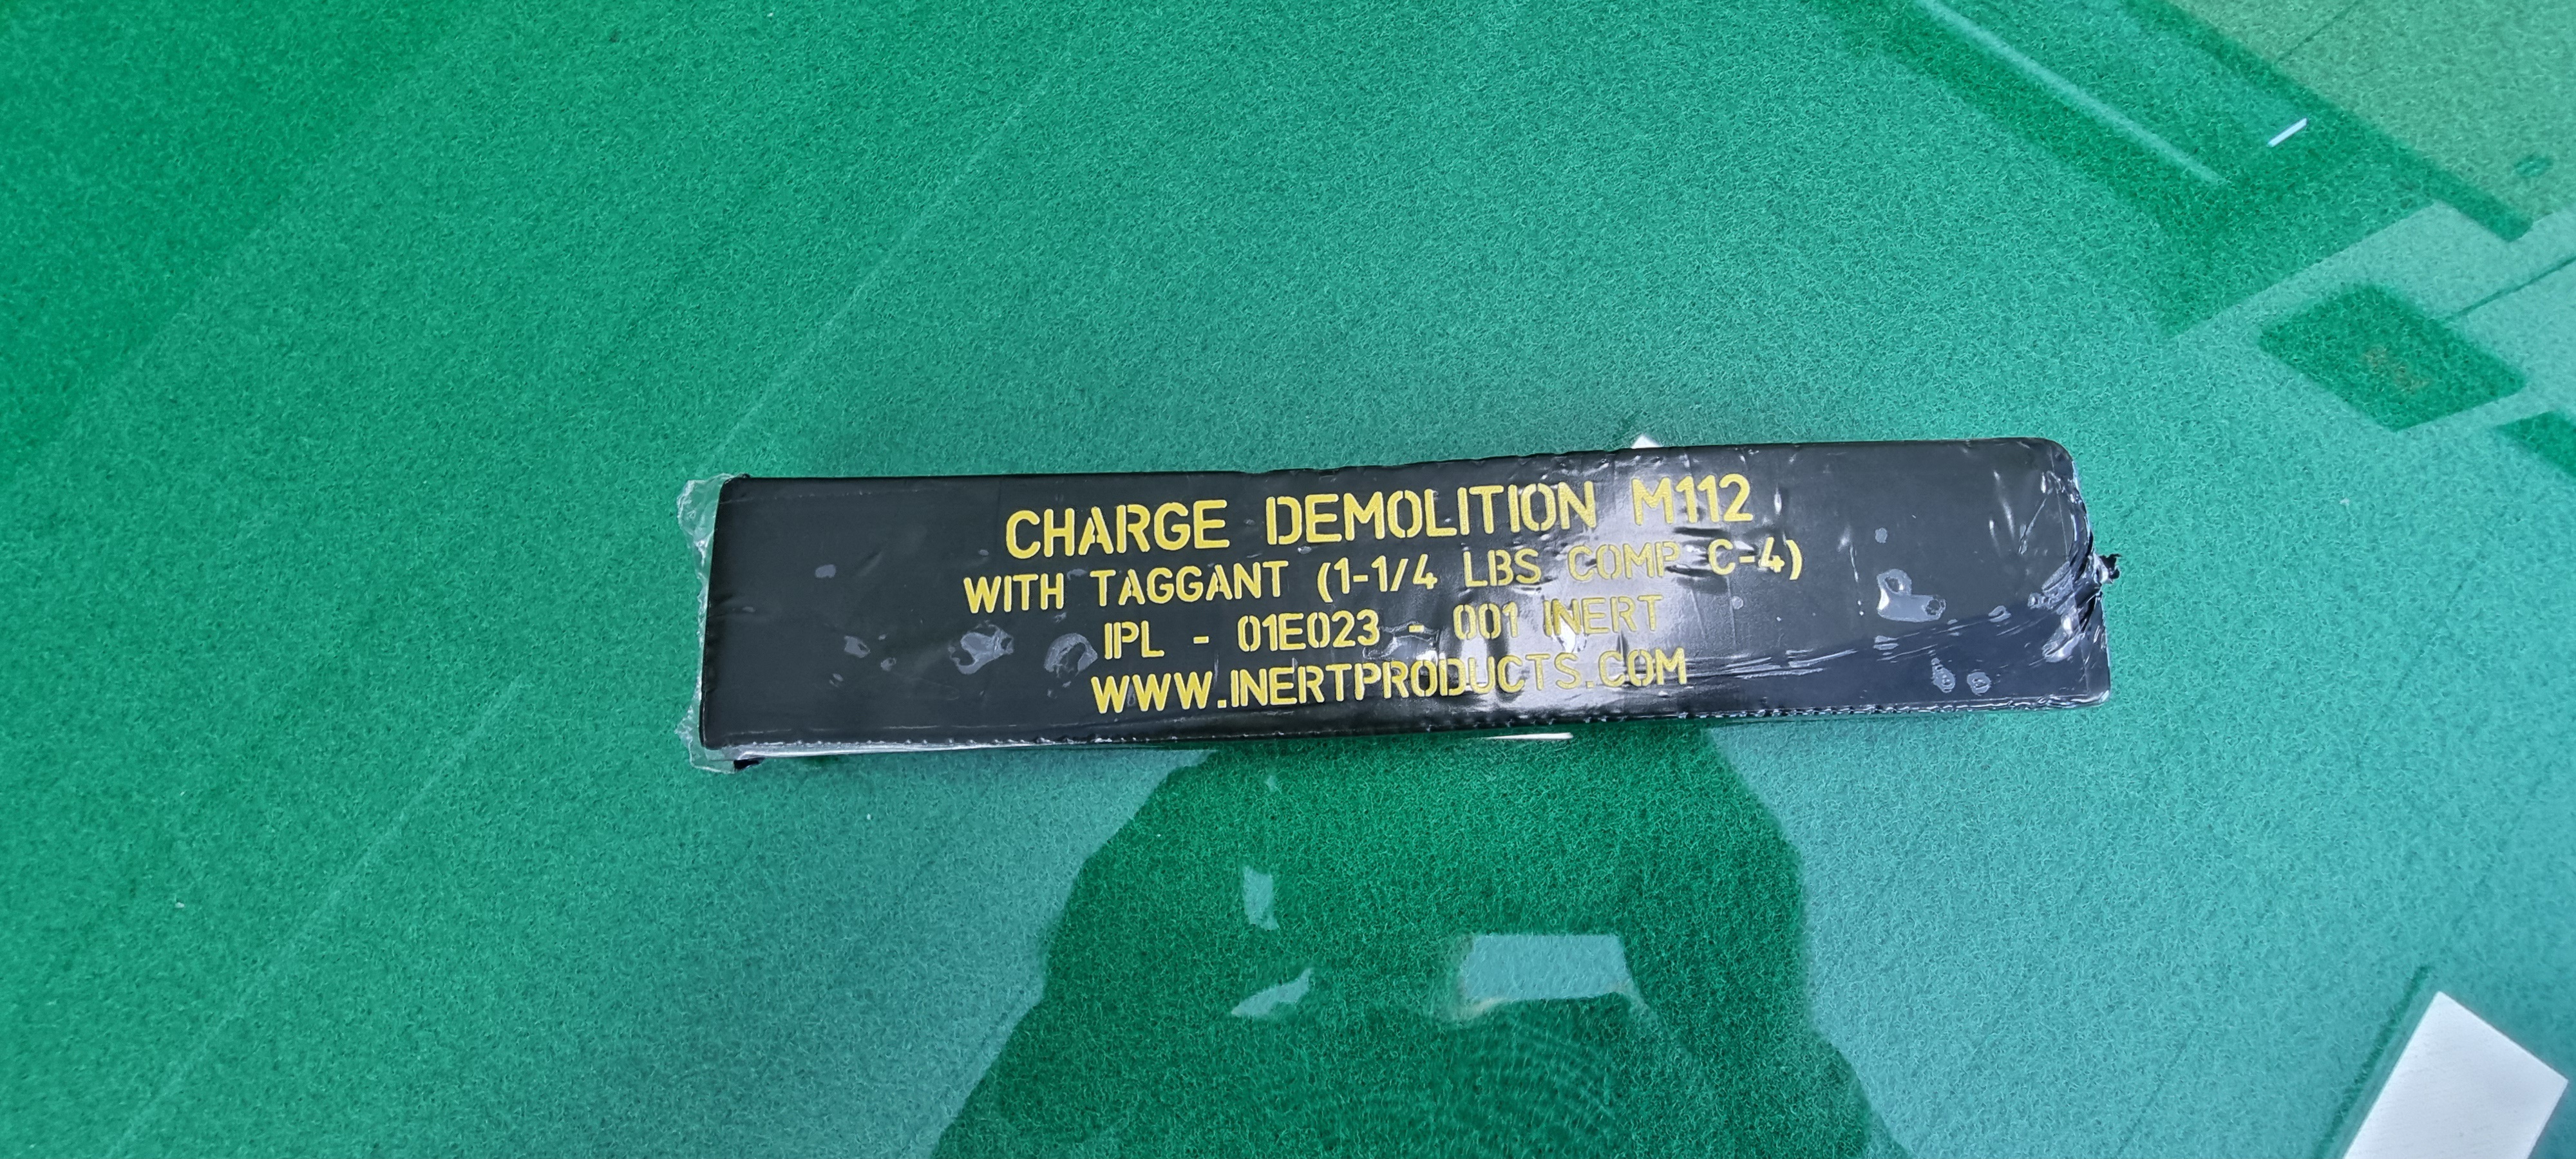 CHARGE DEMOLITION M112
WITH TAGGANT (1-1/4 LBS COMP C-4)
IPL - 01E023 - 001 INERT
WWW.INERTPRODUCTS.COM